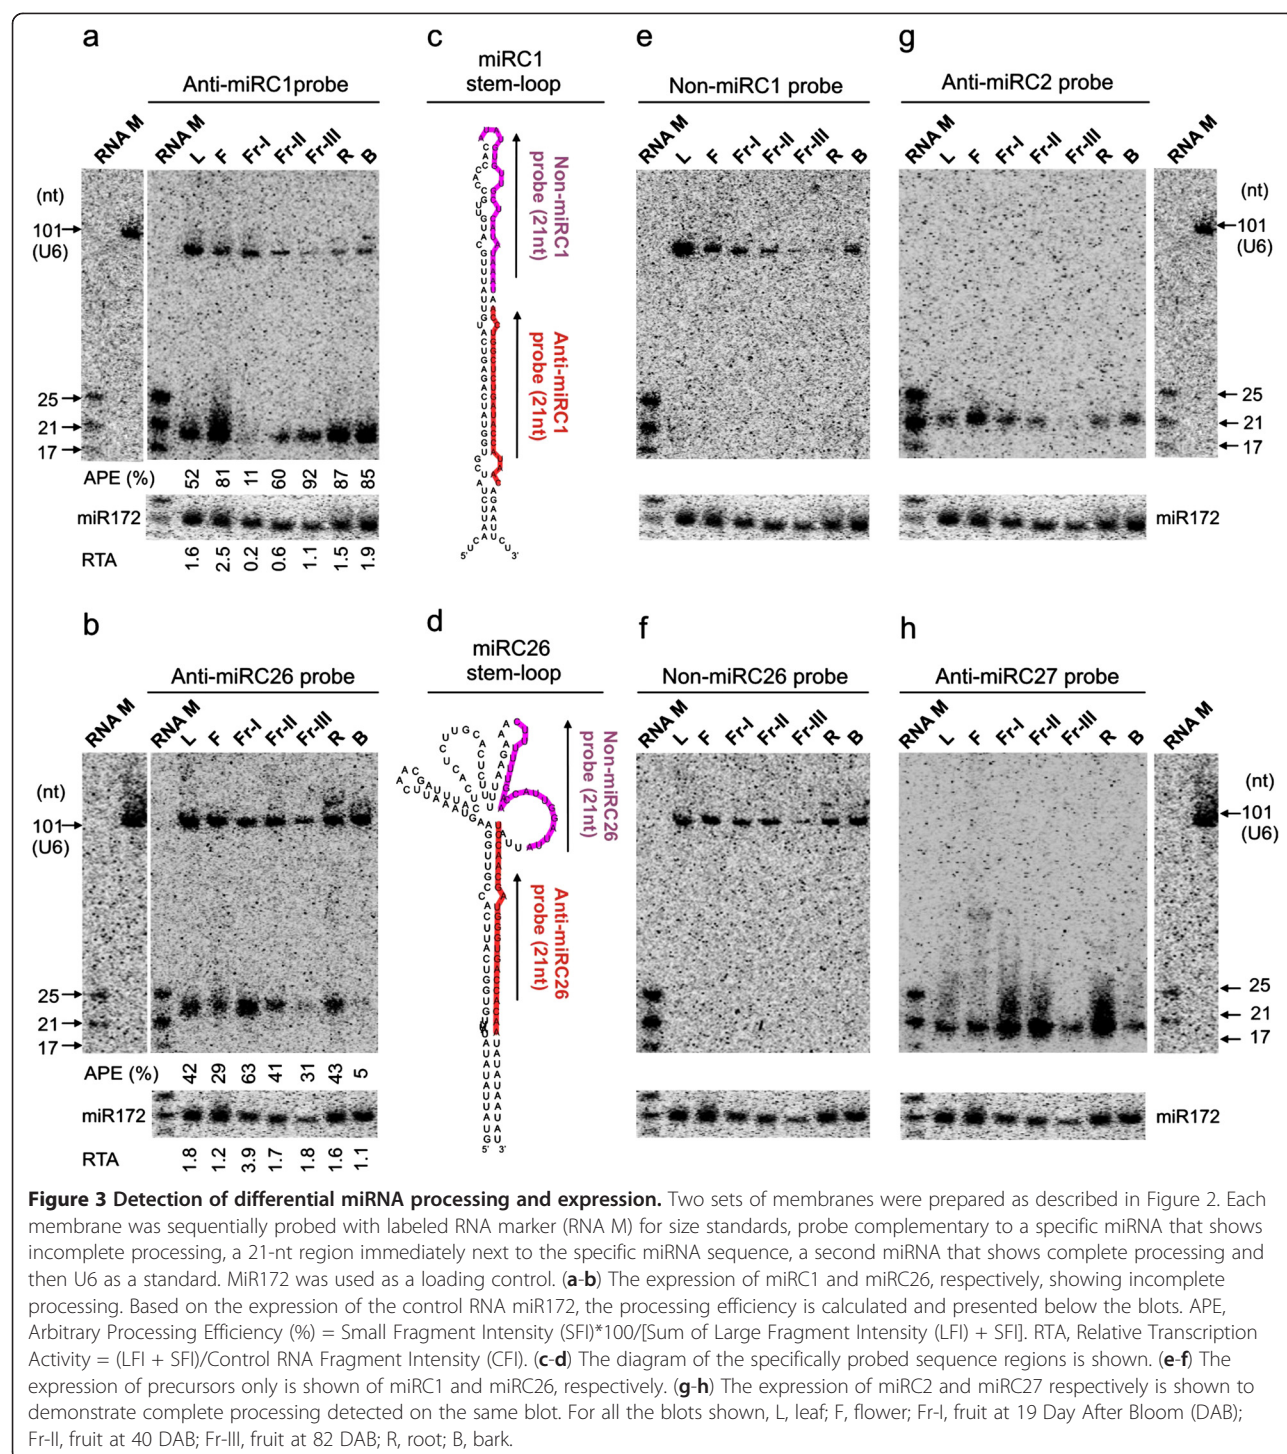 a
Anti-miRC1probe
RNA M
RNA M L F Fr-I Fr-II Fr-III R B
(nt)
101
(U6)
25
21
17
APE (%) 52 81 11 60 92 87 85
miR172
RTA 1.6 2.5 0.2 0.6 1.1 1.5 1.9
c
miRC1
stem-loop
Non-miRC1
probe (21nt)
Anti-miRC1
probe (21nt)
5' 3'
e
Non-miRC1 probe
RNA M L F Fr-I Fr-II Fr-III R B
g
Anti-miRC2 probe
RNA M L F Fr-I Fr-II Fr-III R B
RNA M
(nt)
101
(U6)
25
21
17
miR172
b
Anti-miRC26 probe
RNA M
RNA M L F Fr-I Fr-II Fr-III R B
(nt)
101
(U6)
25
21
17
APE (%) 42 29 63 41 31 43 5
miR172
RTA 1.8 1.2 3.9 1.7 1.8 1.6 1.1
d
miRC26
stem-loop
Non-miRC26
probe (21nt)
Anti-miRC26
probe (21nt)
5' 3'
f
Non-miRC26 probe
RNA M L F Fr-I Fr-II Fr-III R B
h
Anti-miRC27 probe
RNA M L F Fr-I Fr-II Fr-III R B
RNA M
(nt)
101
(U6)
25
21
17
miR172
Figure 3 Detection of differential miRNA processing and expression. Two sets of membranes were prepared as described in Figure 2. Each
membrane was sequentially probed with labeled RNA marker (RNA M) for size standards, probe complementary to a specific miRNA that shows
incomplete processing, a 21-nt region immediately next to the specific miRNA sequence, a second miRNA that shows complete processing and
then U6 as a standard. MiR172 was used as a loading control. (a-b) The expression of miRC1 and miRC26, respectively, showing incomplete
processing. Based on the expression of the control RNA miR172, the processing efficiency is calculated and presented below the blots. APE,
Arbitrary Processing Efficiency (%) = Small Fragment Intensity (SFI)*100/[Sum of Large Fragment Intensity (LFI) + SFI]. RTA, Relative Transcription
Activity = (LFI + SFI)/Control RNA Fragment Intensity (CFI). (c-d) The diagram of the specifically probed sequence regions is shown. (e-f) The
expression of precursors only is shown of miRC1 and miRC26, respectively. (g-h) The expression of miRC2 and miRC27 respectively is shown to
demonstrate complete processing detected on the same blot. For all the blots shown, L, leaf; F, flower; Fr-I, fruit at 19 Day After Bloom (DAB);
Fr-II, fruit at 40 DAB; Fr-III, fruit at 82 DAB; R, root; B, bark.